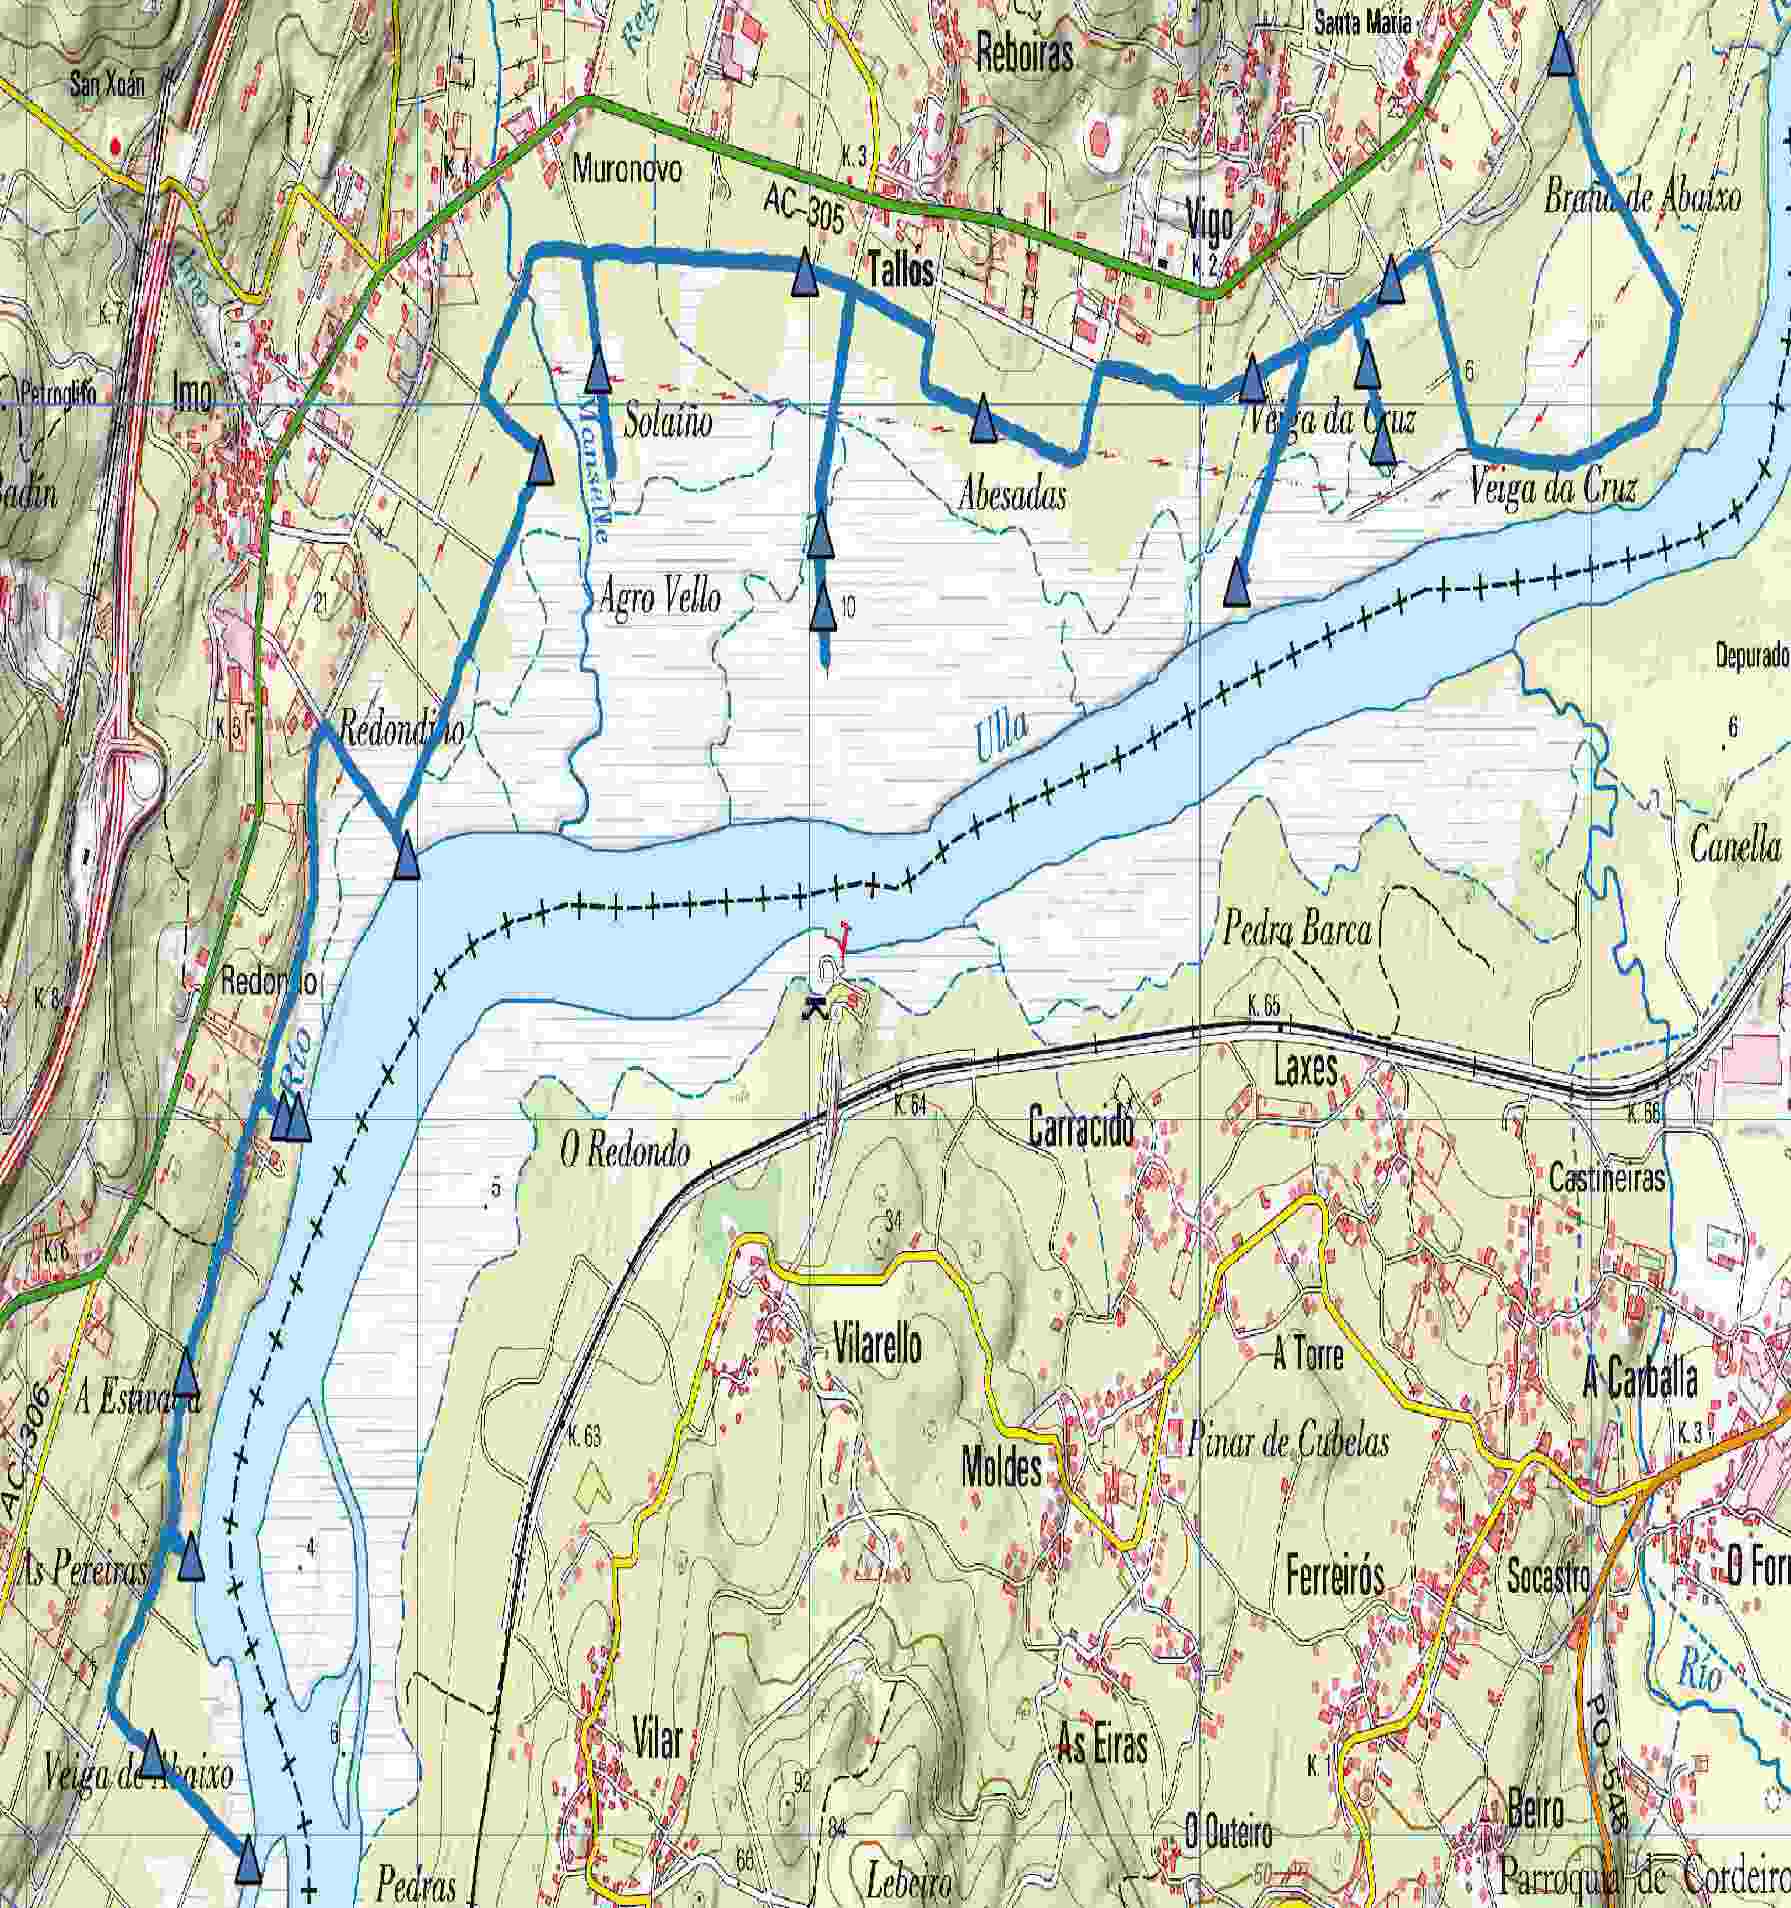 Santa María
Reboiras
San Xoán
K. 4
Muronovo
K. 3
AC-305
Braña de Abaixo
Vigo
K. 2
Tallós
K. 7
Imo
Petroglifo
Imo
6
Solaíño
Veiga da Cruz
Abesadas
Veiga da Cruz
Agro Vello
10
21
Redondiño
K. 5
Ulla
Depurado
6
Canella
Pedra Barca
Redondo
K. 8
K. 65
Río
Laxes
K. 64
K. 66
Carracido
O Redondo
5
Castineiras
34
K. 6
Vilarello
A Torre
A Carballa
A Estivada
AC-306
K. 63
Pinar de Cubelas
K. 3
Moldes
4
As Pereiras
Ferreirós
Socastro
O Forn
Río
PO-548
6
Vilar
As Eiras
K 1
Veiga de Abaixo
92
84
Beiro
O Outeiro
66
Pedras
Lebeiro
Parroquia de Cordeiro